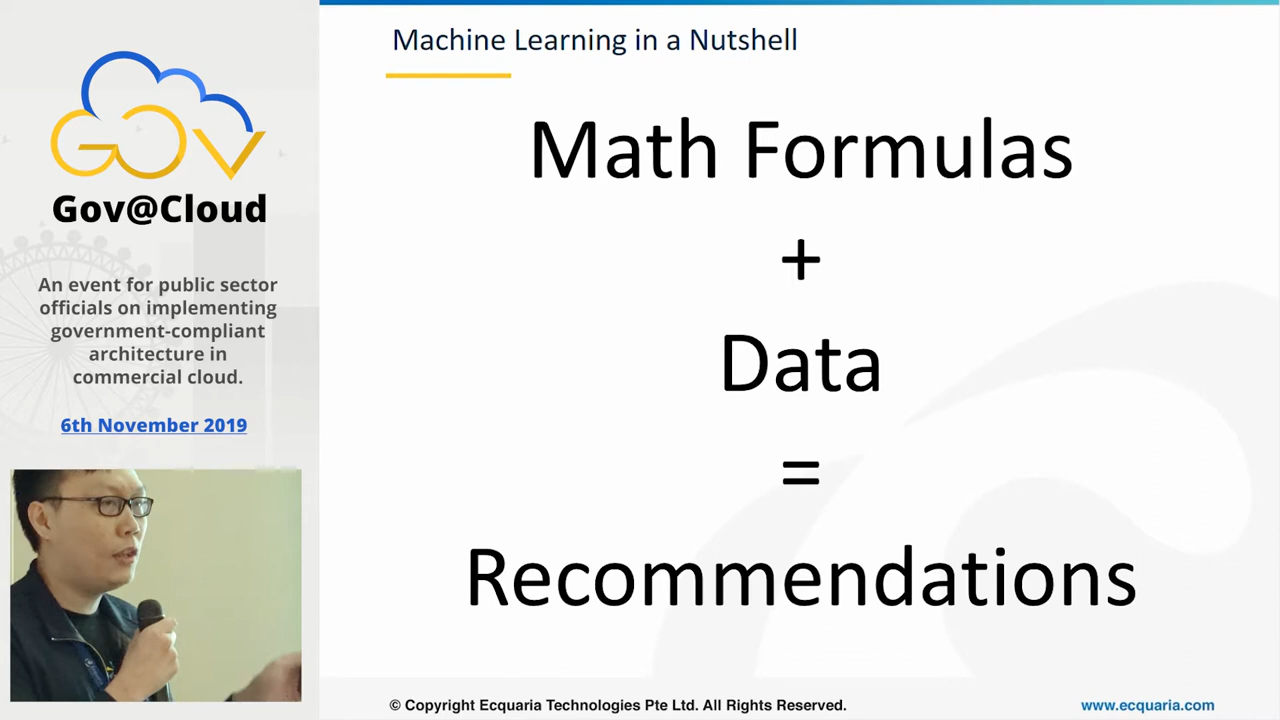 GOV
Gov@Cloud
An event for public sector
officials on implementing
government-compliant
architecture in
commercial cloud.
6th November 2019
Machine Learning in a Nutshell
Math Formulas
+
Data
=
Recommendations
© Copyright Ecquaria Technologies Pte Ltd. All Rights Reserved.
www.ecquaria.com